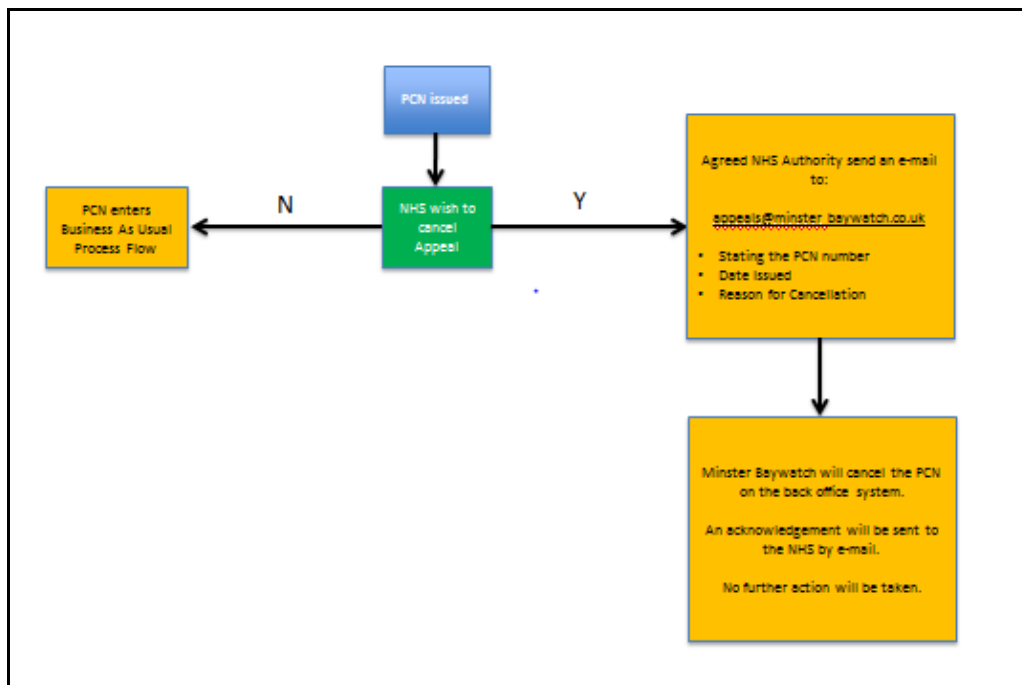 PCN issued
NHS wish to
cancel
Appeal
N
Y
PCN enters
Business As Usual
Process Flow
Agreed NHS Authority send an e-mail
to:
appeals@minster_baywatch.co.uk
• Stating the PCN number
• Date Issued
• Reason for Cancellation
Minster Baywatch will cancel the PCN
on the back office system.
An acknowledgement will be sent to
the NHS by e-mail.
No further action will be taken.